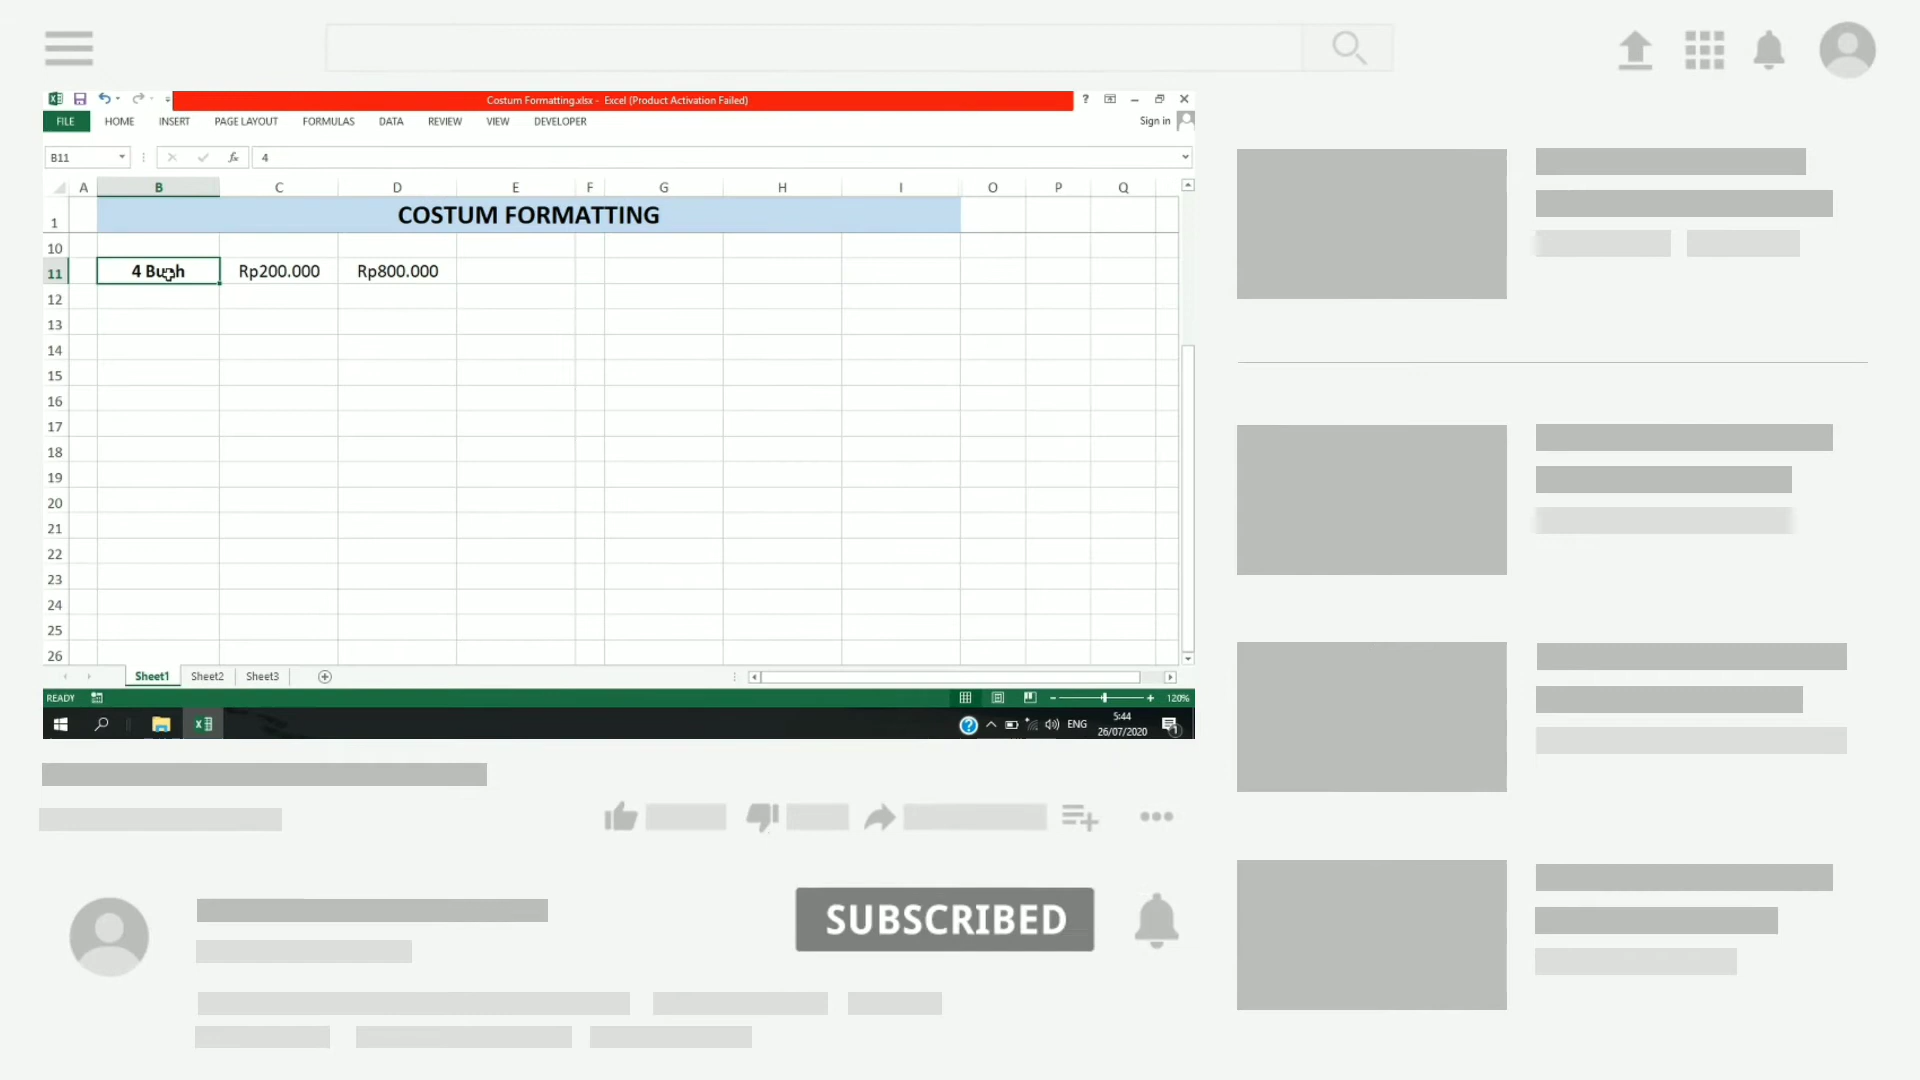 Costum Formatting.xlsx - Excel (Product Activation Failed)
?
FILE HOME INSERT PAGE LAYOUT FORMULAS DATA REVIEW VIEW DEVELOPER Sign in
B11 fx 4
A B C D E F G H I O P Q
1 COSTUM FORMATTING
10
11 4 Buah Rp200.000 Rp800.000
12
13
14
15
16
17
18
19
20
21
22
23
24
25
26
Sheet1 Sheet2 Sheet3
READY 120%
ENG 5:44
26/07/2020 1
SUBSCRIBED